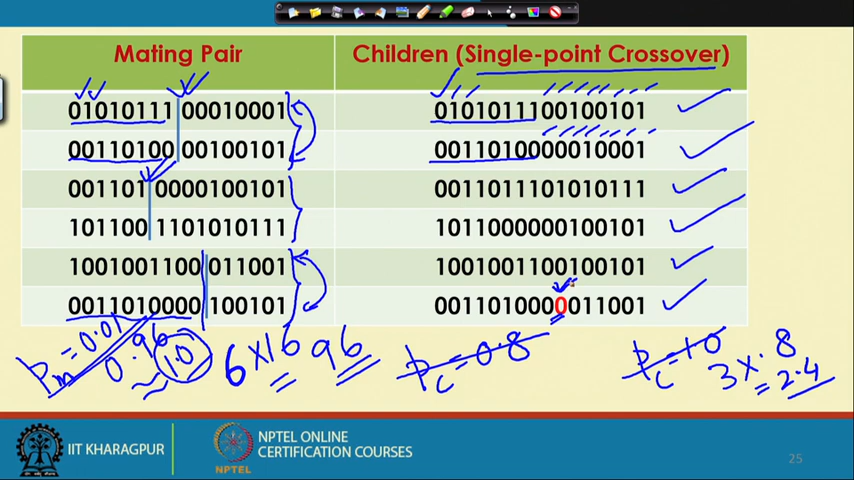 Mating Pair Children (Single-point Crossover)
01010111 00010001 0101011100100101
00110100 00100101 0011010000010001
001101 0000100101 0011011101010111
101100 1101010111 1011000000100101
1001001100 011001 1001001100100101
0011010000 100101 0011010000011001
Pm = 0.01 0.96 1.0 6×16 96 Pc = 0.8 Pc = 1.0 3×.8
= 2.4
IIT KHARAGPUR
NPTEL
NPTEL ONLINE
CERTIFICATION COURSES
25